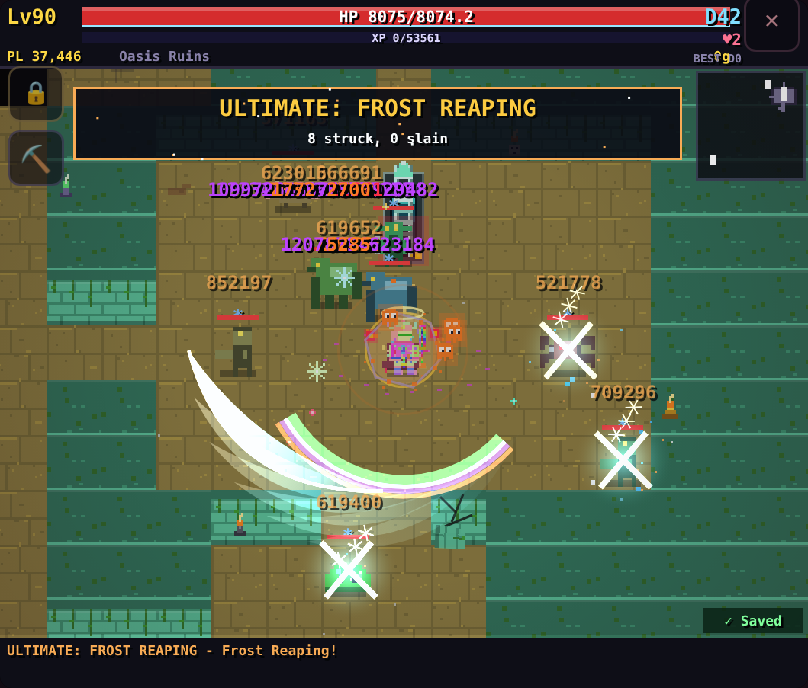 Lv90
HP 8075/8074.2
D42
XP 0/53561
♥2
PL 37,446
Oasis Ruins
ULTIMATE: FROST REAPING
8 struck, 0 slain
619652
852197
521778
709296
619400
✓ Saved
ULTIMATE: FROST REAPING - Frost Reaping!